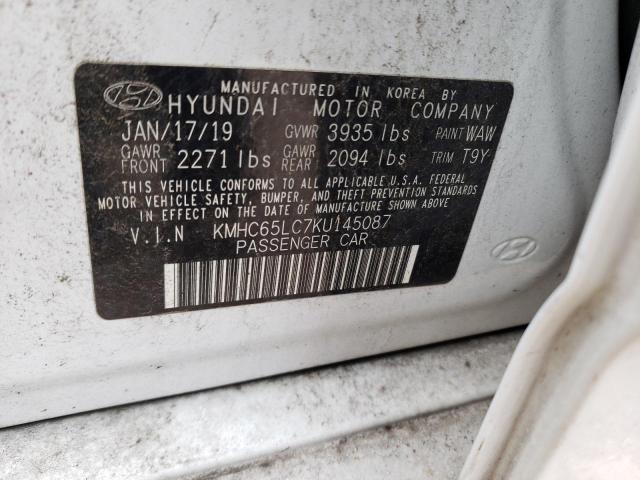 MANUFACTURED IN KOREA BY
HYUNDAI MOTOR COMPANY
JAN/17/19 GVWR 3935 lbs PAINT WAW
GAWR FRONT 2271 lbs GAWR REAR 2094 lbs TRIM T9Y
THIS VEHICLE CONFORMS TO ALL APPLICABLE U.S.A. FEDERAL
MOTOR VEHICLE SAFETY, BUMPER, AND THEFT PREVENTION STANDARDS
IN EFFECT ON THE DATE OF MANUFACTURE SHOWN ABOVE.
V.I.N KMHC65LC7KU145087
PASSENGER CAR